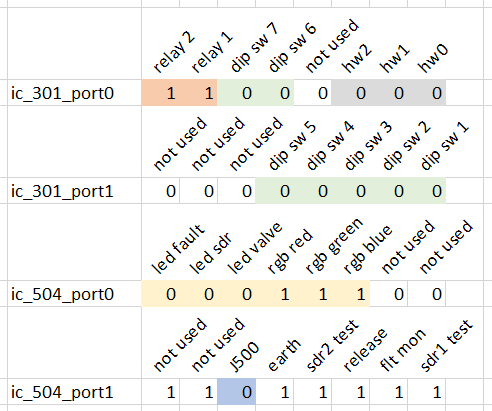 relay 2 relay 1 dip sw 7 dip sw 6 not used hw2 hw1 hw0
ic_301_port0 1 1 0 0 0 0 0 0
not used not used not used dip sw 5 dip sw 4 dip sw 3 dip sw 2 dip sw 1
ic_301_port1 0 0 0 0 0 0 0 0
led fault led sdr led valve rgb red rgb green rgb blue not used not used
ic_504_port0 0 0 0 1 1 1 0 0
not used not used J500 earth sdr2 test release flt mon sdr1 test
ic_504_port1 1 1 0 1 1 1 1 1